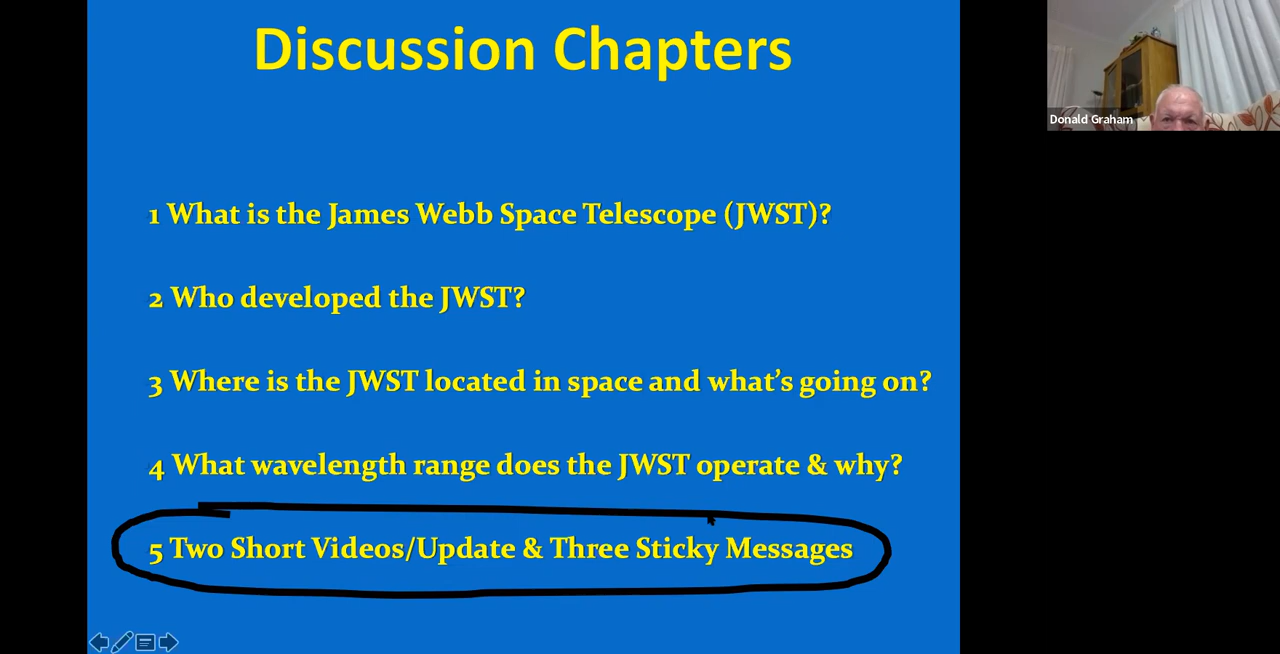 Discussion Chapters
Donald Graham
1 What is the James Webb Space Telescope (JWST)?
2 Who developed the JWST?
3 Where is the JWST located in space and what's going on?
4 What wavelength range does the JWST operate & why?
5 Two Short Videos/Update & Three Sticky Messages